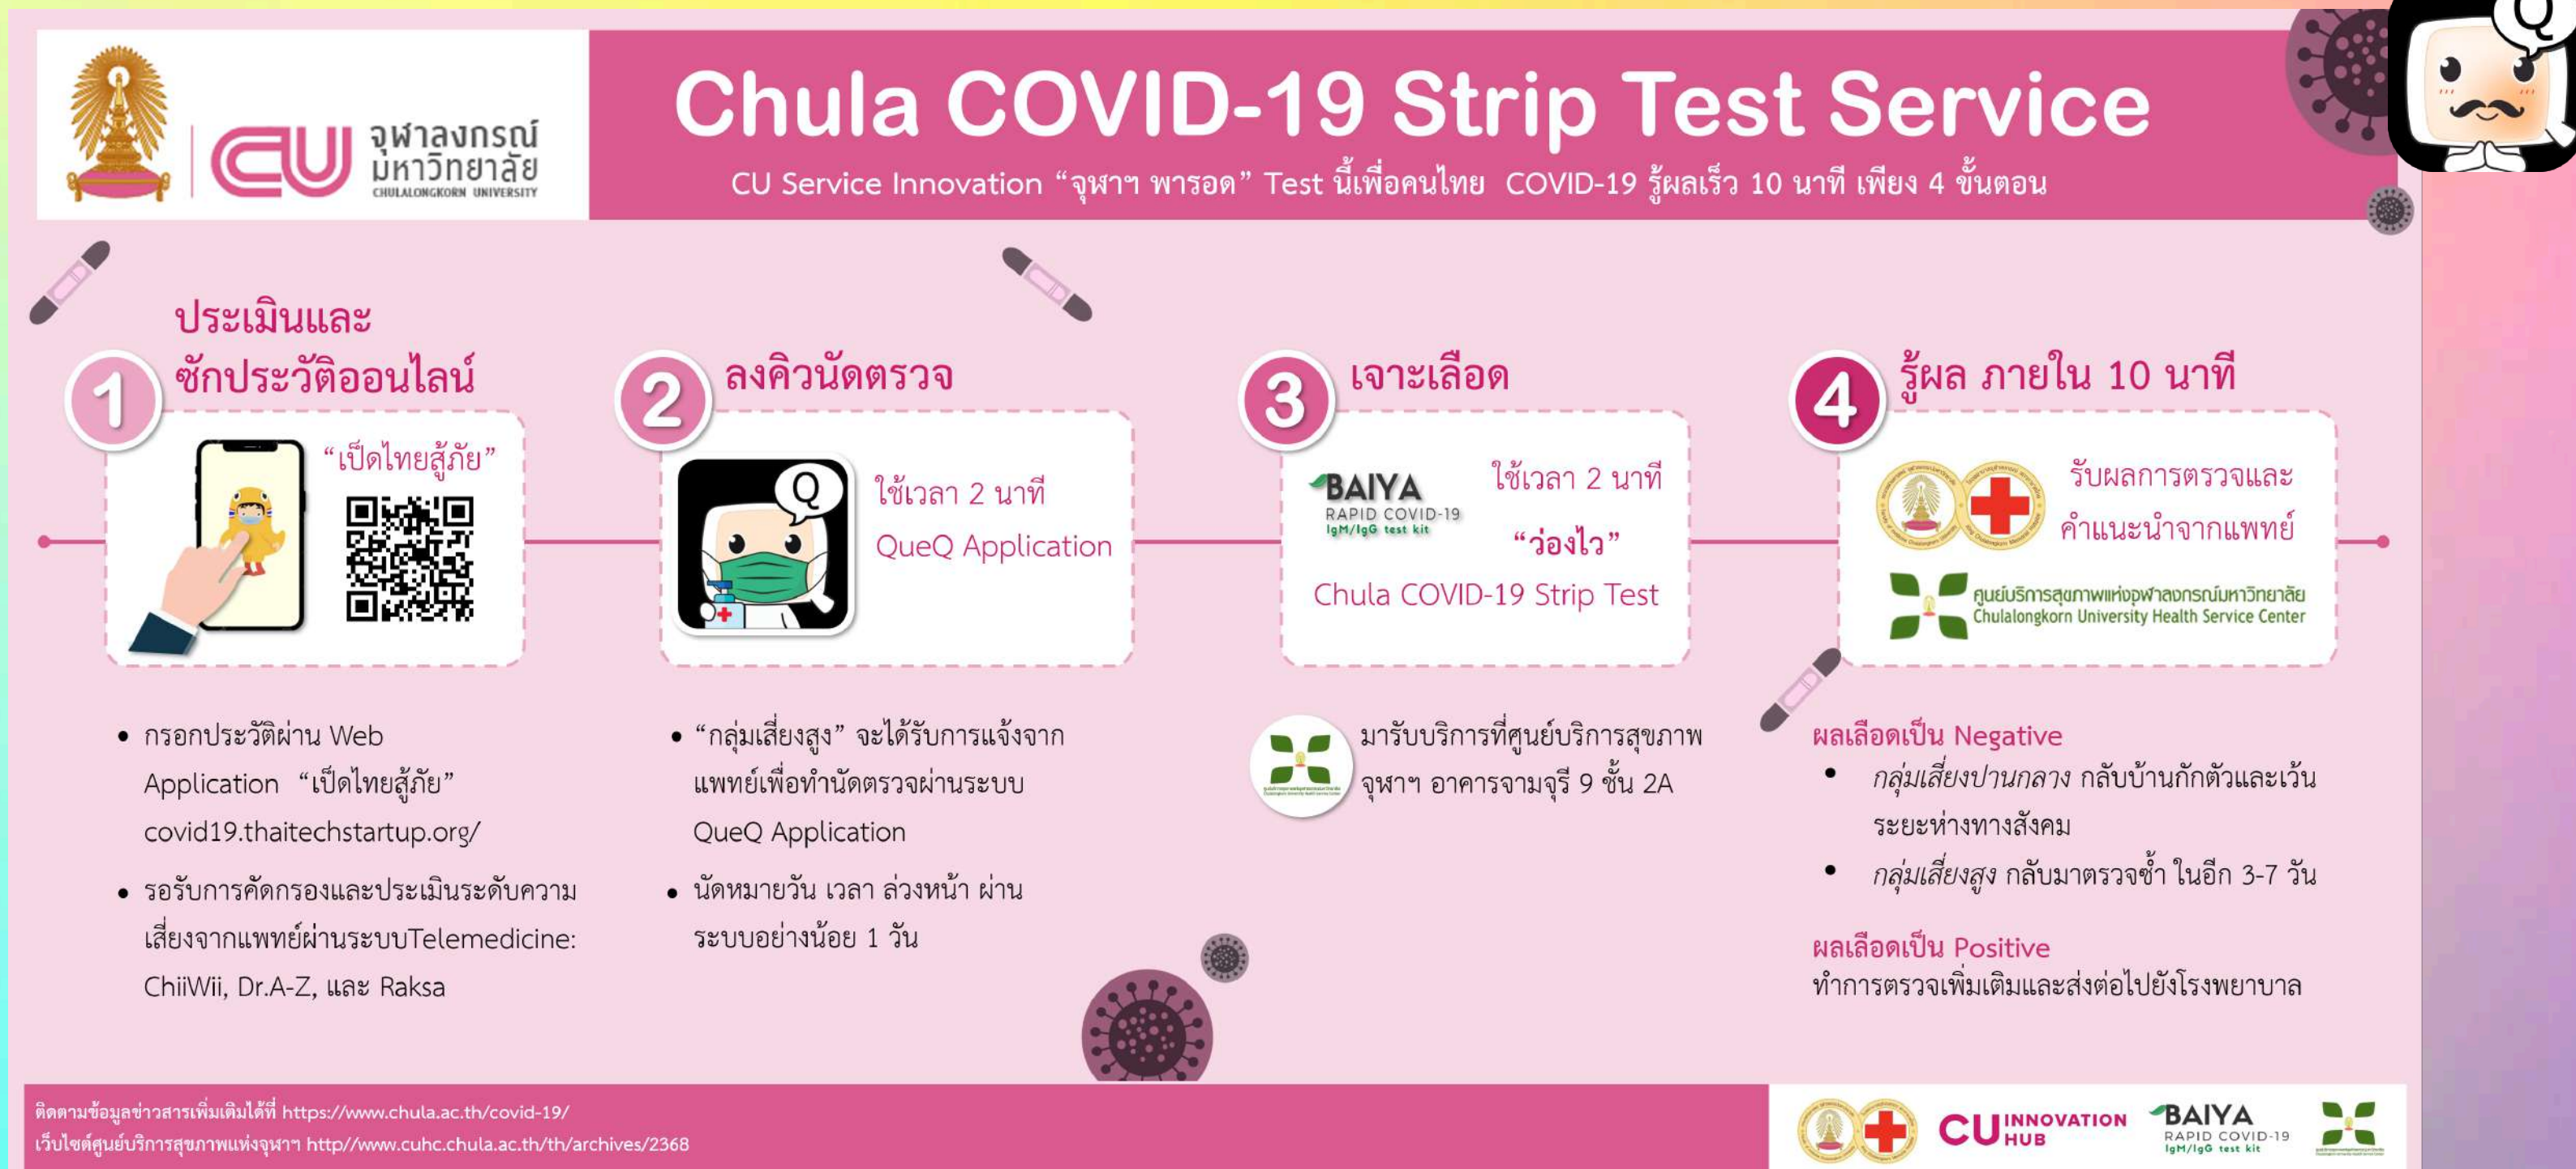 จุฬาลงกรณ์
มหาวิทยาลัย
CHULALONGKORN UNIVERSITY
CU
Chula COVID-19 Strip Test Service
CU Service Innovation “จุฬาฯ พารอด” Test นี้เพื่อคนไทย COVID-19 รู้ผลเร็ว 10 นาที เพียง 4 ขั้นตอน
Q
1
ประเมินและ
ซักประวัติออนไลน์
“เป็ดไทยสู้ภัย”
• กรอกประวัติผ่าน Web
Application “เป็ดไทยสู้ภัย”
covid19.thaitechstartup.org/
• รอรับการคัดกรองและประเมินระดับความ
เสี่ยงจากแพทย์ผ่านระบบTelemedicine:
ChiiWii, Dr.A-Z, และ Raksa
2
ลงคิวนัดตรวจ
Q
ใช้เวลา 2 นาที
QueQ Application
• “กลุ่มเสี่ยงสูง” จะได้รับการแจ้งจาก
แพทย์เพื่อทำนัดตรวจผ่านระบบ
QueQ Application
• นัดหมายวัน เวลา ล่วงหน้า ผ่าน
ระบบอย่างน้อย 1 วัน
3
เจาะเลือด
BAIYA
RAPID COVID-19
IgM/IgG test kit
ใช้เวลา 2 นาที
“ว่องไว”
Chula COVID-19 Strip Test
มารับบริการที่ศูนย์บริการสุขภาพ
จุฬาฯ อาคารจามจุรี 9 ชั้น 2A
4
รู้ผล ภายใน 10 นาที
รับผลการตรวจและ
คำแนะนำจากแพทย์
ศูนย์บริการสุขภาพแห่งจุฬาลงกรณ์มหาวิทยาลัย
Chulalongkorn University Health Service Center
ผลเลือดเป็น Negative
• กลุ่มเสี่ยงปานกลาง กลับบ้านกักตัวและเว้น
ระยะห่างทางสังคม
• กลุ่มเสี่ยงสูง กลับมาตรวจซ้ำ ในอีก 3-7 วัน
ผลเลือดเป็น Positive
ทำการตรวจเพิ่มเติมและส่งต่อไปยังโรงพยาบาล
ติดตามข้อมูลข่าวสารเพิ่มเติมได้ที่ https://www.chula.ac.th/covid-19/
เว็บไซต์ศูนย์บริการสุขภาพแห่งจุฬาฯ http//www.cuhc.chula.ac.th/th/archives/2368
CU INNOVATION
HUB
BAIYA
RAPID COVID-19
IgM/IgG test kit